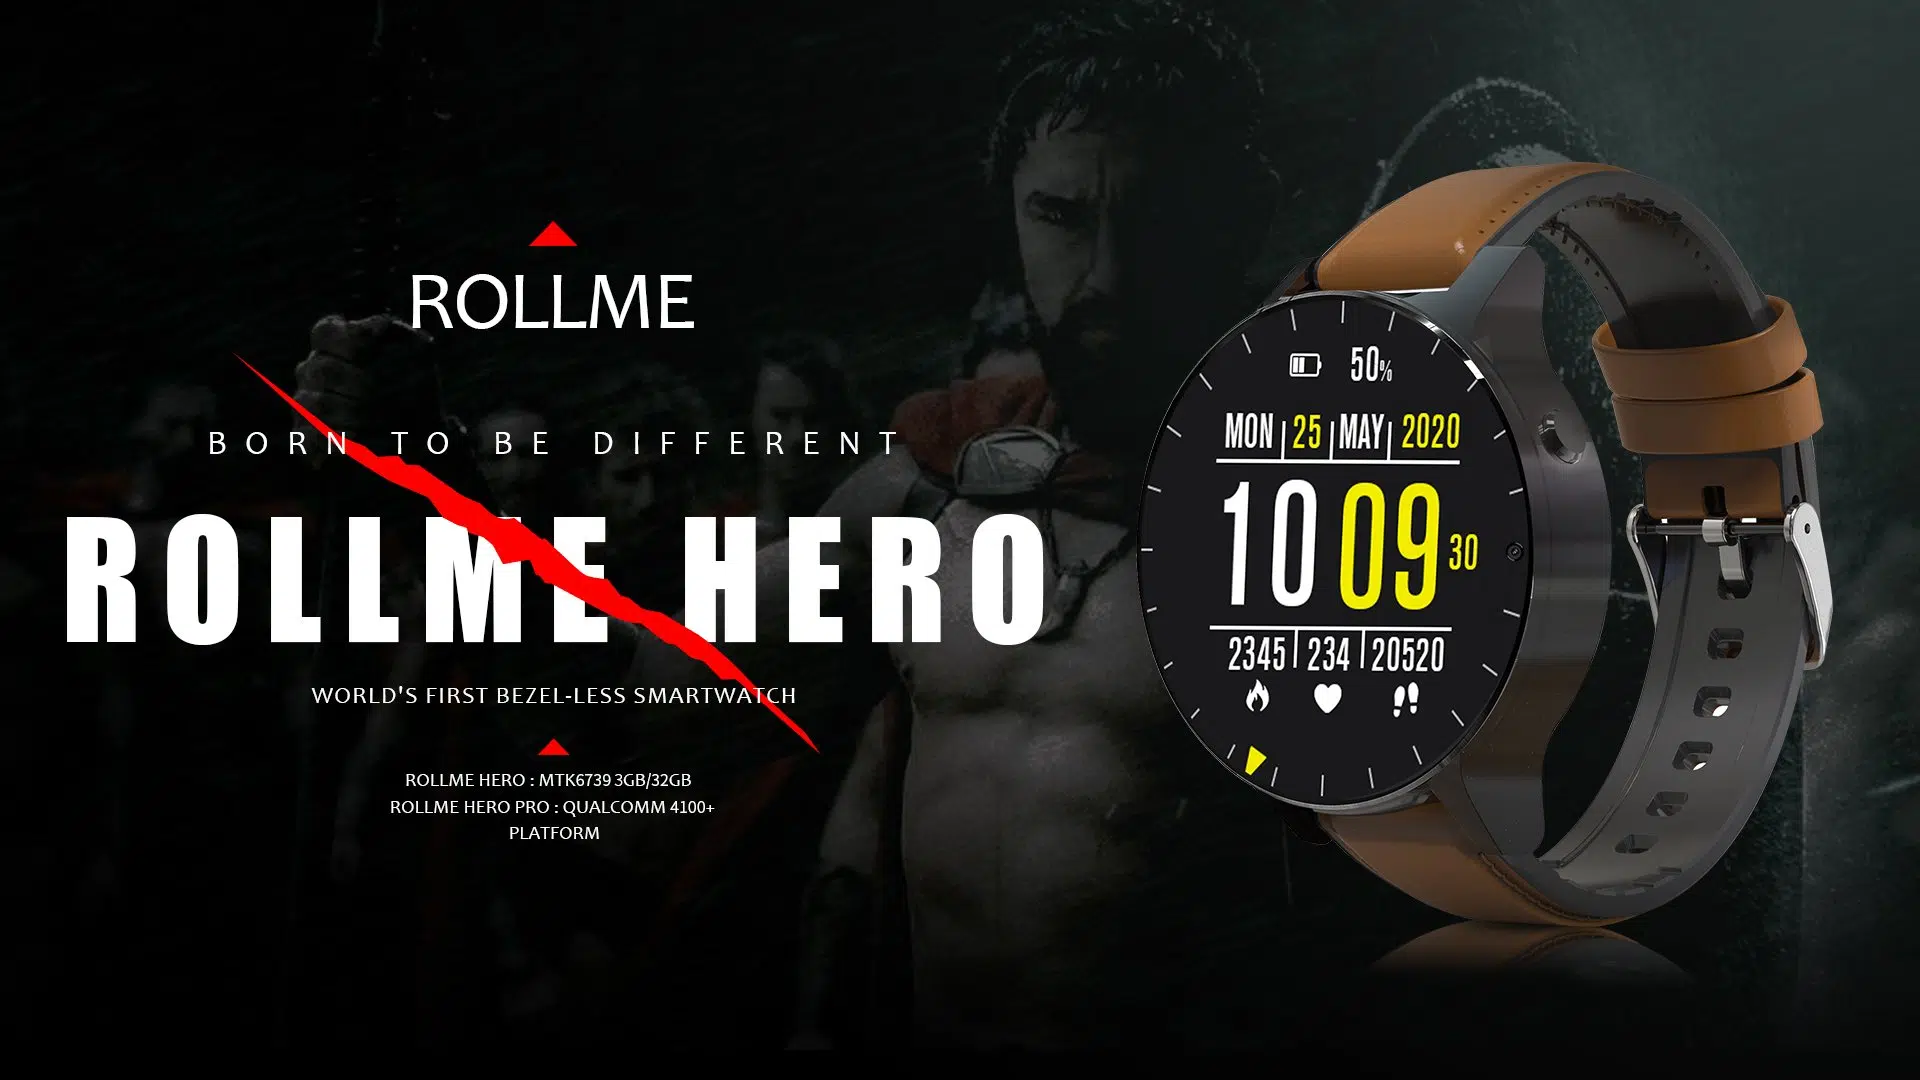 ROLLME
BORN TO BE DIFFERENT
ROLLME HERO
WORLD'S FIRST BEZEL-LESS SMARTWATCH
ROLLME HERO : MTK6739 3GB/32GB
ROLLME HERO PRO : QUALCOMM 4100+
PLATFORM
50%
MON 25 MAY 2020
10 09 30
2345 234 20520